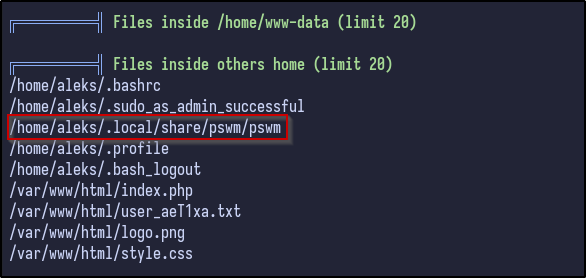 Files inside /home/www-data (limit 20)
Files inside others home (limit 20)
/home/aleks/.bashrc
/home/aleks/.sudo_as_admin_successful
/home/aleks/.local/share/pswm/pswm
/home/aleks/.profile
/home/aleks/.bash_logout
/var/www/html/index.php
/var/www/html/user_aeT1xa.txt
/var/www/html/logo.png
/var/www/html/style.css